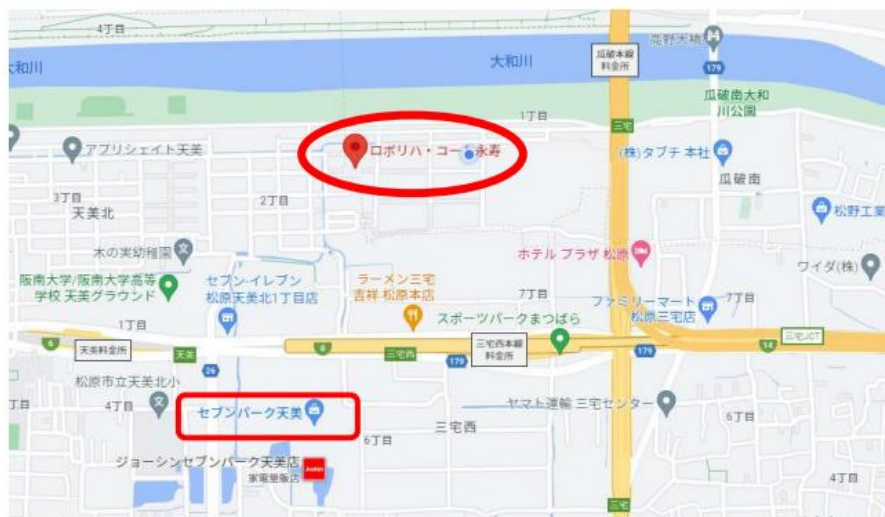 4丁目
高野大橋
瓜破本線
料金所
大和川
大和川
179
瓜破南大和
川公園
1丁目
三宅
アプリシェイト天美
ロボリハ・コート永寿
(株)タブチ 本社
瓜破南
3丁目
天美北
2丁目
松野工業
木の実幼稚園
ホテル プラザ 松原
ワイダ(株)
阪南大学/阪南大学高等
学校 天美グラウンド
セブン-イレブン
松原天美北1丁目店
ラーメン三宅
吉祥 松原本店
7丁目
ファミリーマート
松原三宅店
7丁目
スポーツパークまつばら
1丁目
三宅JCT
6
天美料金所
天美
6
三宅西
179
三宅西本線
料金所
179
14
26
松原市立天美北小
丁目
4丁目
セブンパーク天美
ヤマト運輸 三宅センター
三宅西
6丁目
6丁目
ジョーシンセブンパーク天美店
家電量販店
Joshin
4丁目
三宅